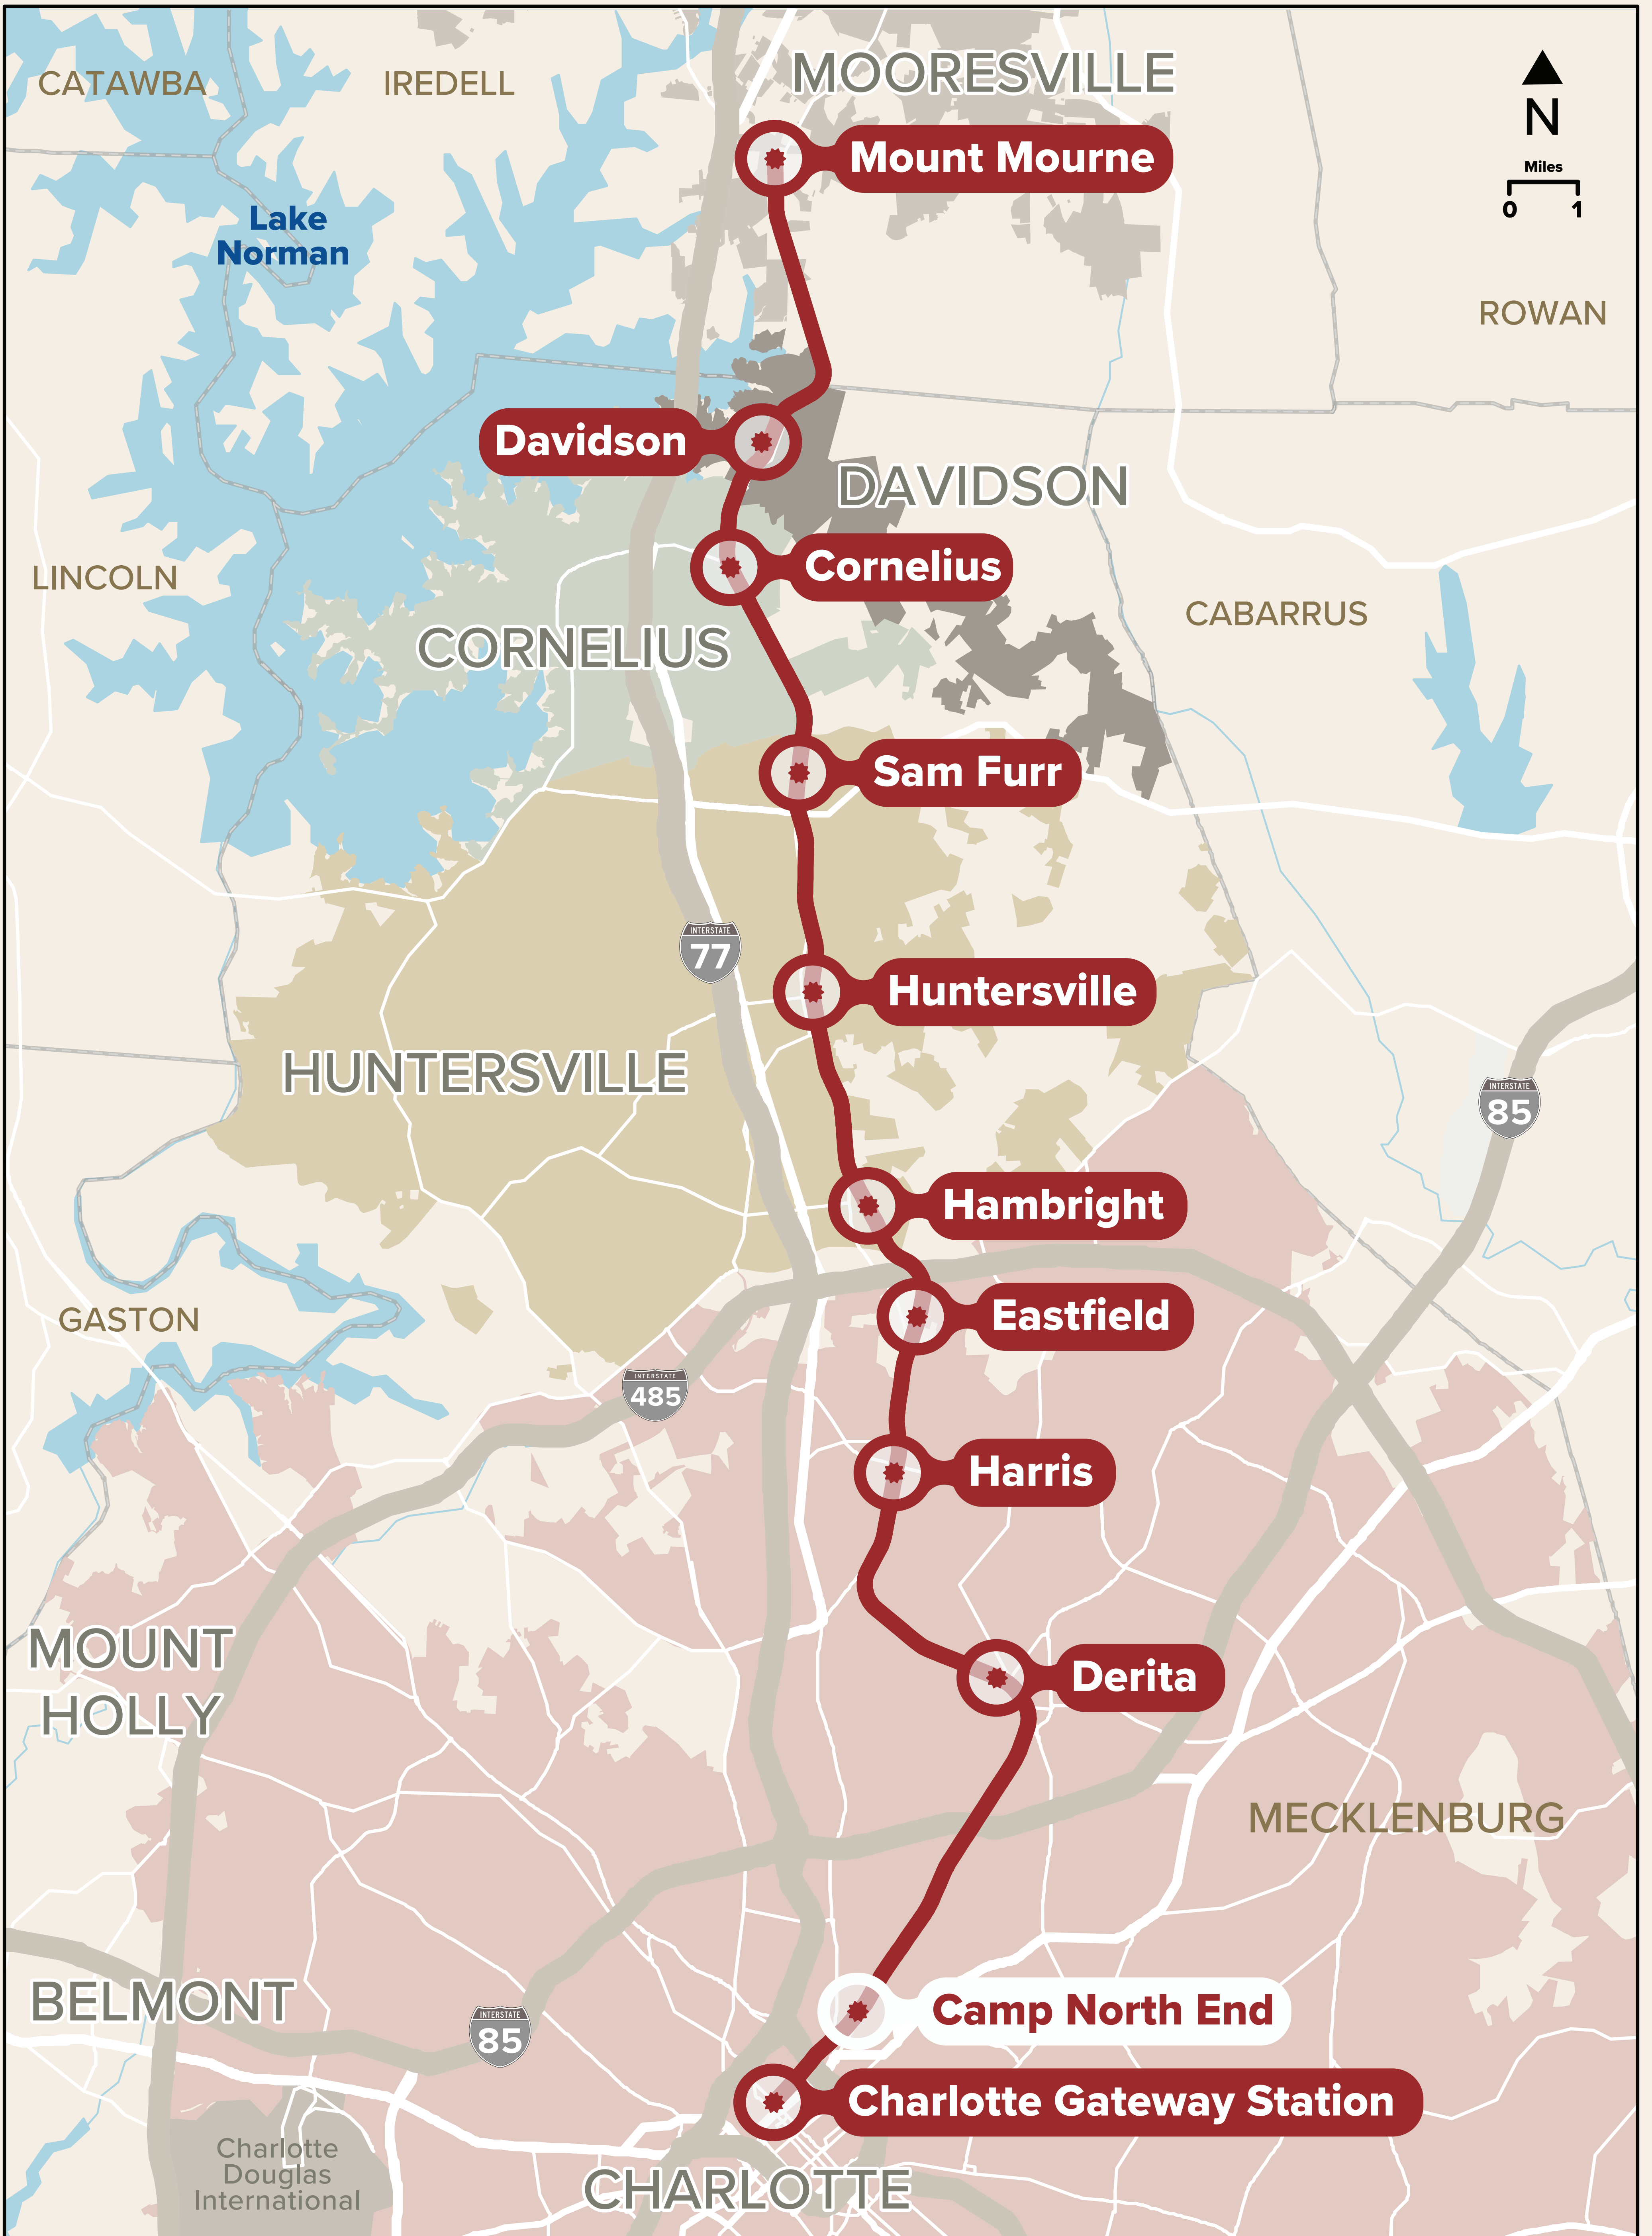 MOORESVILLE
CATAWBA
IREDELL
N
Mount Mourne
Miles
0 1
Lake
Norman
ROWAN
Davidson
DAVIDSON
Cornelius
LINCOLN
CABARRUS
CORNELIUS
Sam Furr
INTERSTATE
77
Huntersville
HUNTERSVILLE
INTERSTATE
85
Hambright
Eastfield
GASTON
INTERSTATE
485
Harris
MOUNT
HOLLY
Derita
MECKLENBURG
BELMONT
Camp North End
INTERSTATE
85
Charlotte Gateway Station
Charlotte
Douglas
International
CHARLOTTE